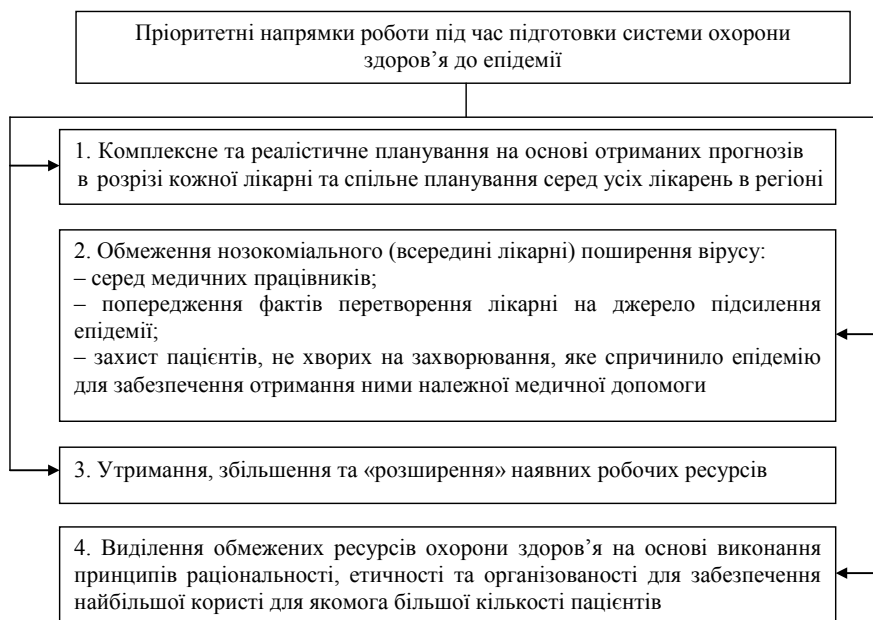 Пріоритетні напрямки роботи під час підготовки системи охорони
здоров’я до епідемії
1. Комплексне та реалістичне планування на основі отриманих прогнозів
в розрізі кожної лікарні та спільне планування серед усіх лікарень в регіоні
2. Обмеження нозокоміального (всередині лікарні) поширення вірусу:
– серед медичних працівників;
– попередження фактів перетворення лікарні на джерело підсилення
епідемії;
– захист пацієнтів, не хворих на захворювання, яке спричинило епідемію
для забезпечення отримання ними належної медичної допомоги
3. Утримання, збільшення та «розширення» наявних робочих ресурсів
4. Виділення обмежених ресурсів охорони здоров’я на основі виконання
принципів раціональності, етичності та організованості для забезпечення
найбільшої користі для якомога більшої кількості пацієнтів